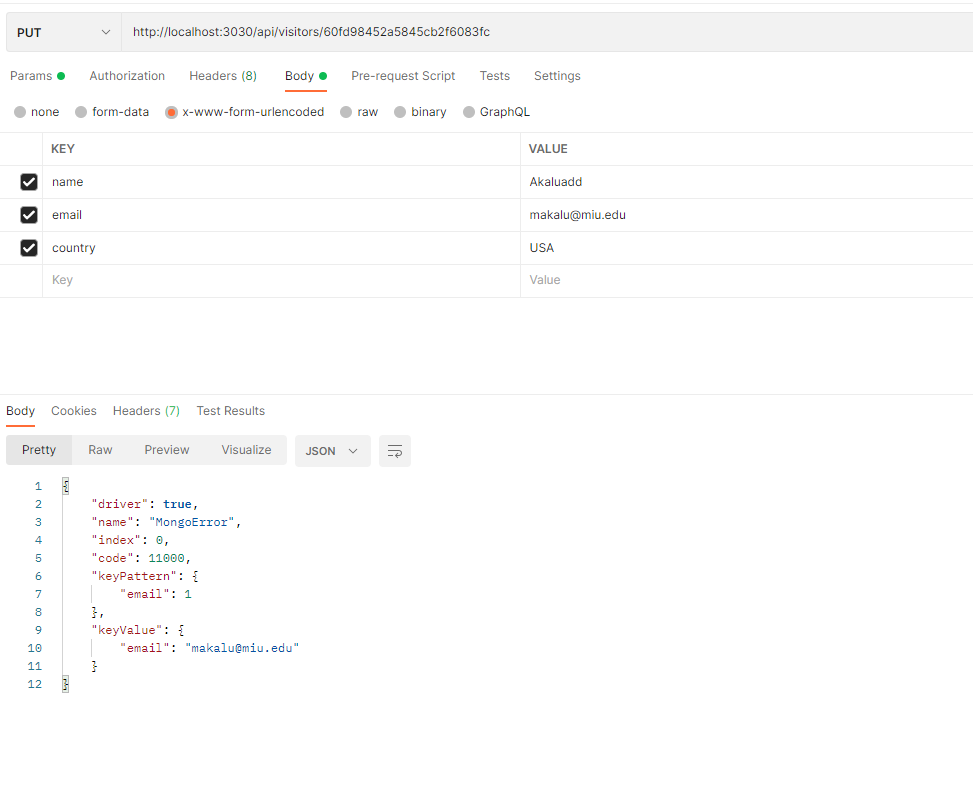 PUT http://localhost:3030/api/visitors/60fd98452a5845cb2f6083fc
Params Authorization Headers (8) Body Pre-request Script Tests Settings
none form-data x-www-form-urlencoded raw binary GraphQL
KEY VALUE
name Akaluadd
email makalu@miu.edu
country USA
Key Value
Body Cookies Headers (7) Test Results
Pretty Raw Preview Visualize JSON
1 {
2 "driver": true,
3 "name": "MongoError",
4 "index": 0,
5 "code": 11000,
6 "keyPattern": {
7 "email": 1
8 },
9 "keyValue": {
10 "email": "makalu@miu.edu"
11 }
12 }